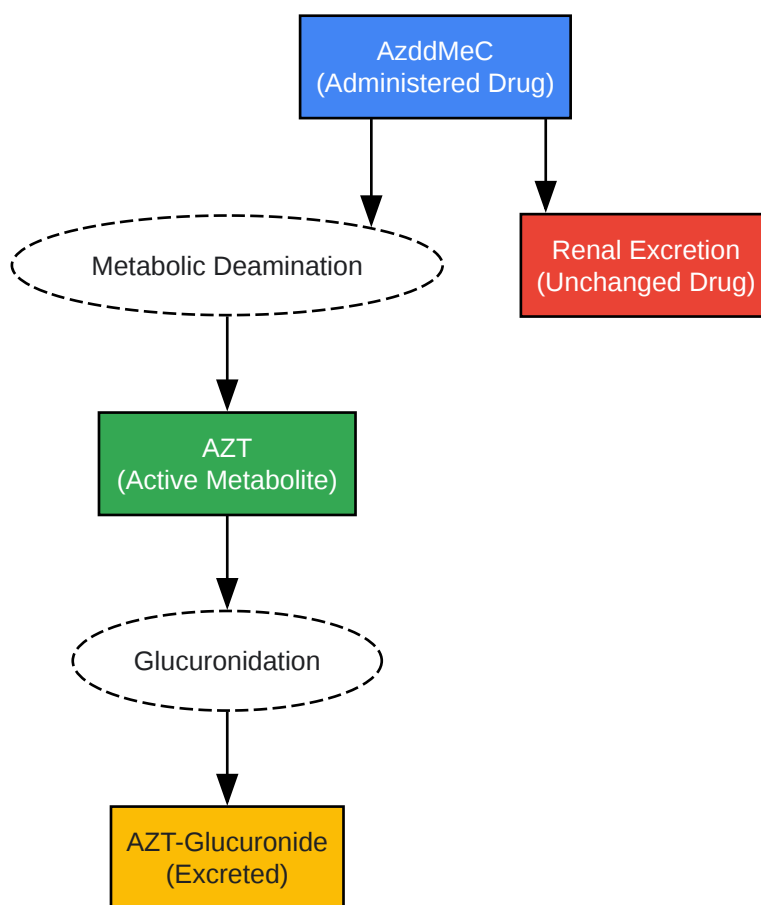 AzddMeC
(Administered Drug)
Metabolic Deamination
Renal Excretion
(Unchanged Drug)
AZT
(Active Metabolite)
Glucuronidation
AZT-Glucuronide
(Excreted)